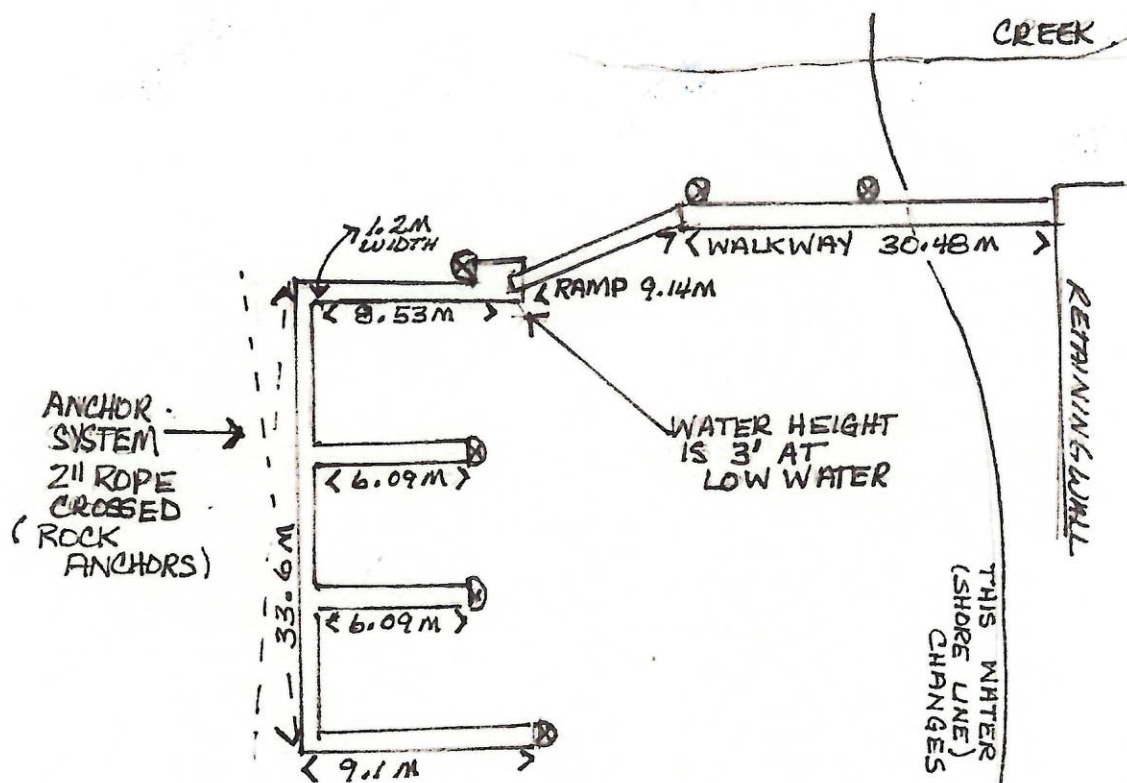 CREEK
1.2M
WIDTH
< WALKWAY 30.48M >
< RAMP 9.14M
< 8.53M >
RETAINING WALL
ANCHOR
SYSTEM
2" ROPE
CROSSED
( ROCK
ANCHORS)
WATER HEIGHT
IS 3' AT
LOW WATER
< 6.09M >
33.6M
< 6.09M >
THIS WATER
(SHORE LINE)
CHANGES
< 9.1M >